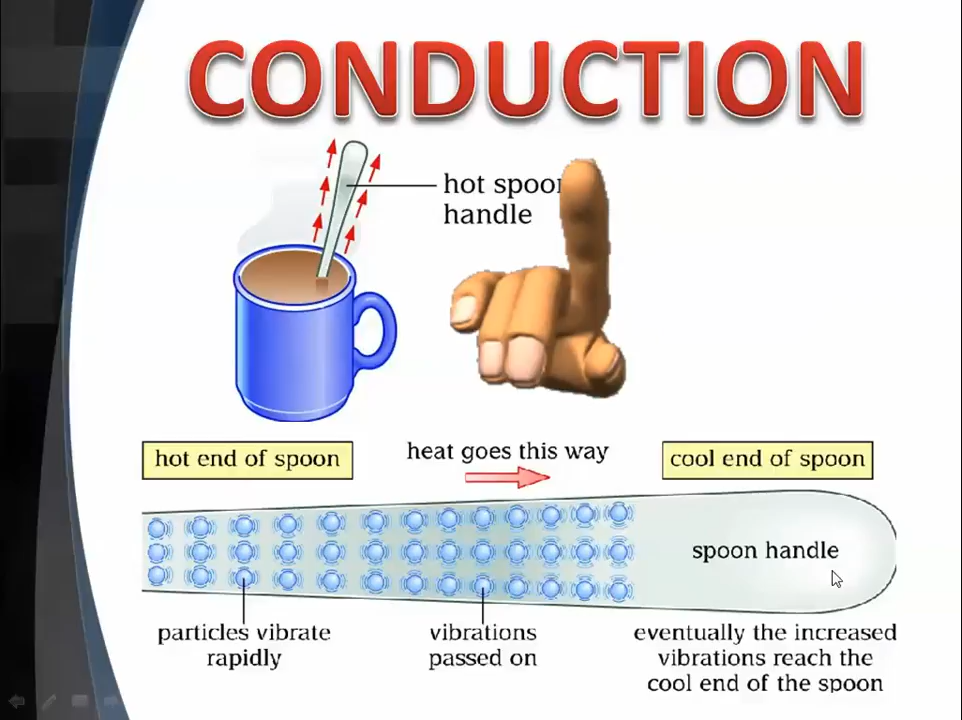 CONDUCTION
hot spoon
handle
hot end of spoon
heat goes this way
cool end of spoon
spoon handle
particles vibrate
rapidly
vibrations
passed on
eventually the increased
vibrations reach the
cool end of the spoon